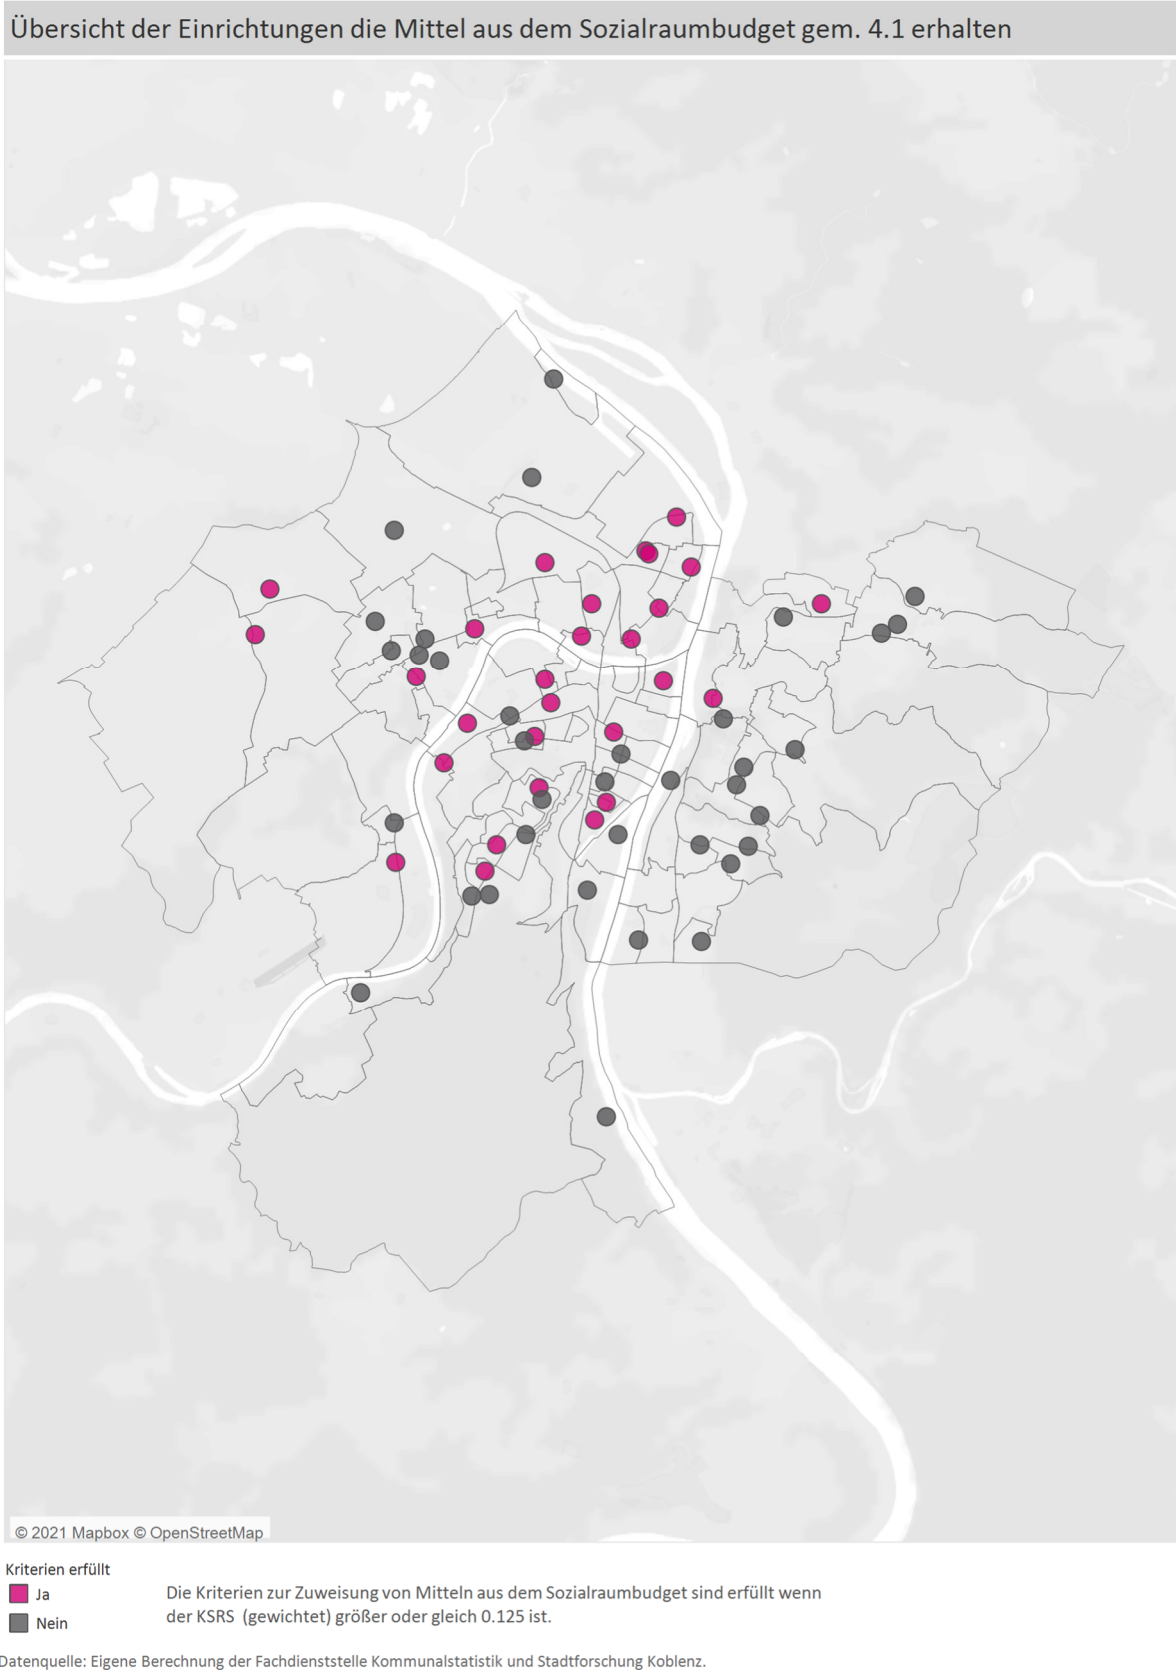 Übersicht der Einrichtungen die Mittel aus dem Sozialraumbudget gem. 4.1 erhalten
© 2021 Mapbox © OpenStreetMap
Kriterien erfüllt
Ja
Nein
Die Kriterien zur Zuweisung von Mitteln aus dem Sozialraumbudget sind erfüllt wenn
der KSRS (gewichtet) größer oder gleich 0.125 ist.
Datenquelle: Eigene Berechnung der Fachdienststelle Kommunalstatistik und Stadtforschung Koblenz.